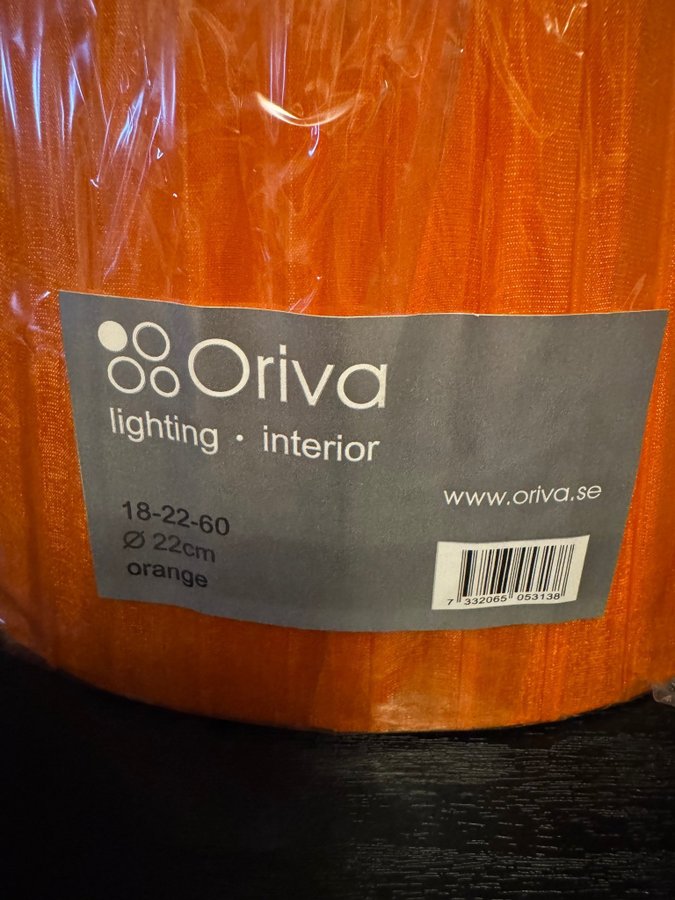 Oriva
lighting · interior
www.oriva.se
18-22-60
Ø 22cm
orange
7 332065 053138